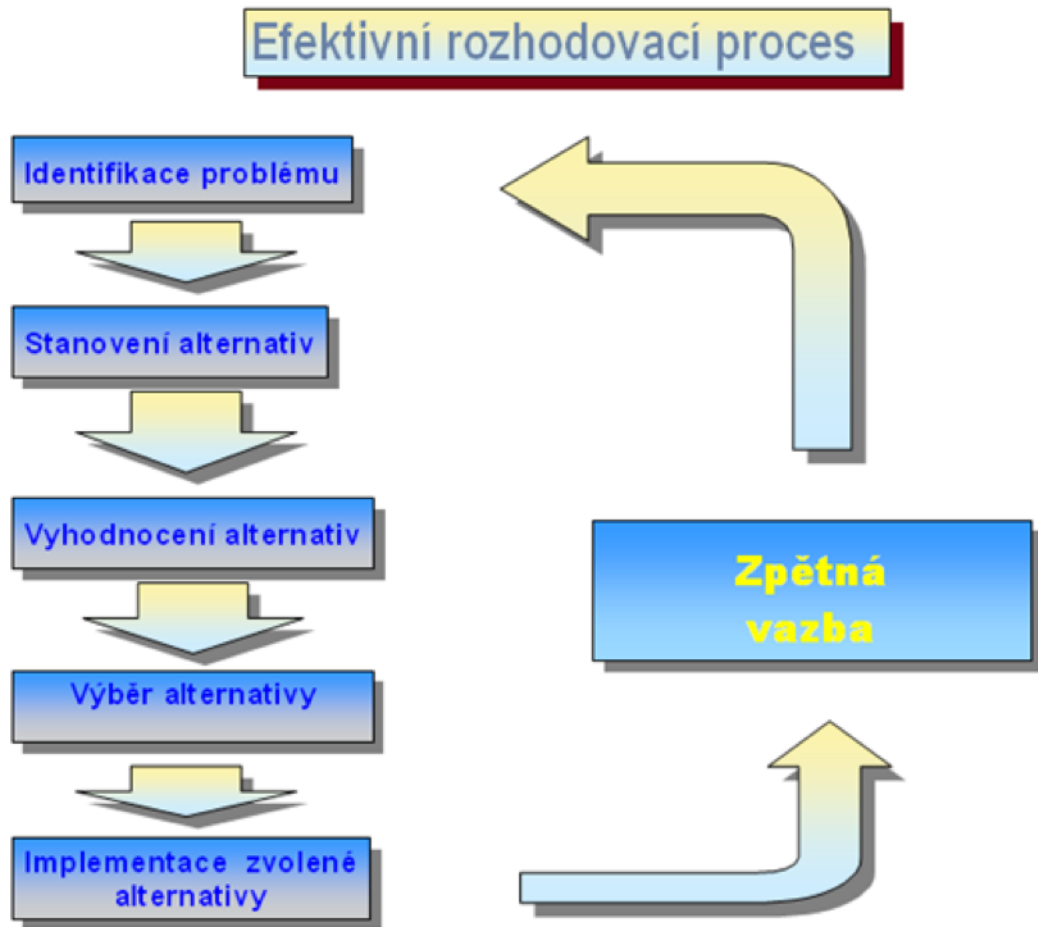 Efektivní rozhodovací proces
Identifikace problému
Stanovení alternativ
Vyhodnocení alternativ
Výběr alternativy
Implementace zvolené
alternativy
Zpětná
vazba